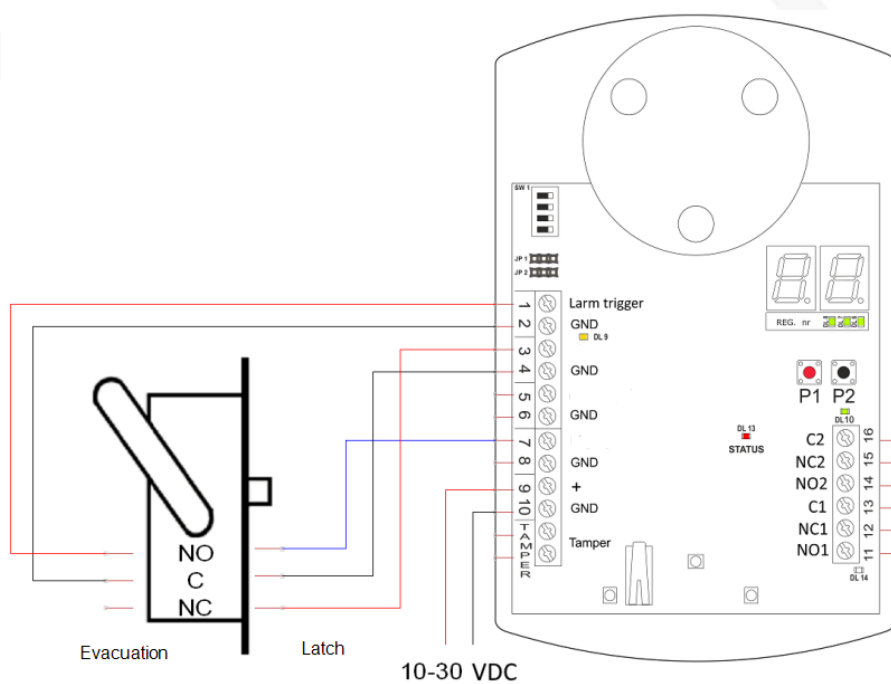 SW 1
JP 1
JP 2
1 Larm trigger
2 GND
DL 9
3
4 GND
5
6 GND
7
8 GND
9 +
10 GND
TAMPER Tamper
REG. nr
P1 P2
DL10
DL 13
STATUS
C2 16
NC2 15
NO2 14
C1 13
NC1 12
NO1 11
DL 14
NO
C
NC
Evacuation
Latch
10-30 VDC